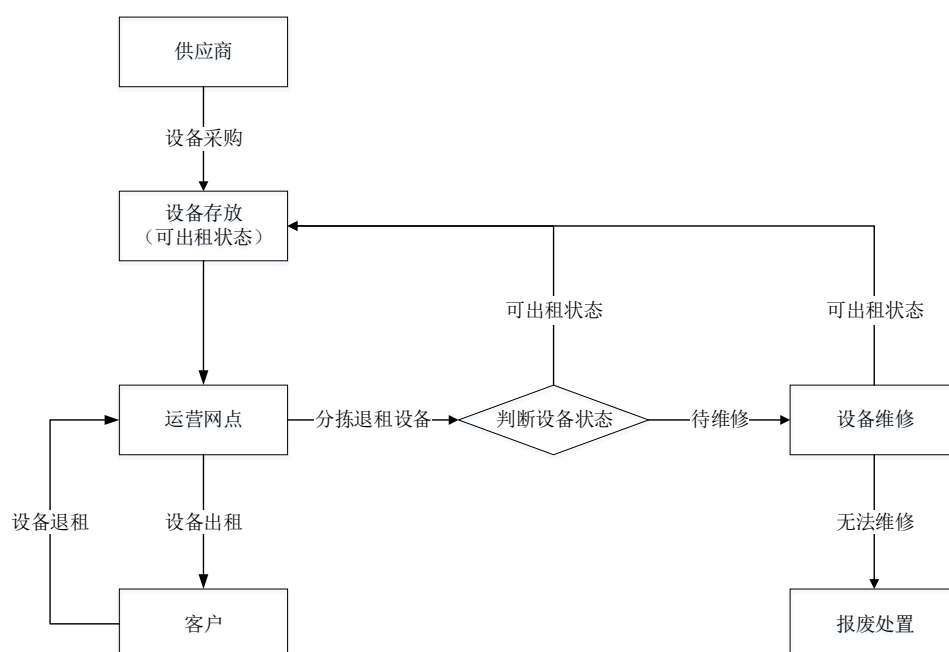 供应商
设备采购
设备存放
（可出租状态）
可出租状态
可出租状态
运营网点
分拣退租设备
判断设备状态
待维修
设备维修
设备退租
设备出租
无法维修
客户
报废处置